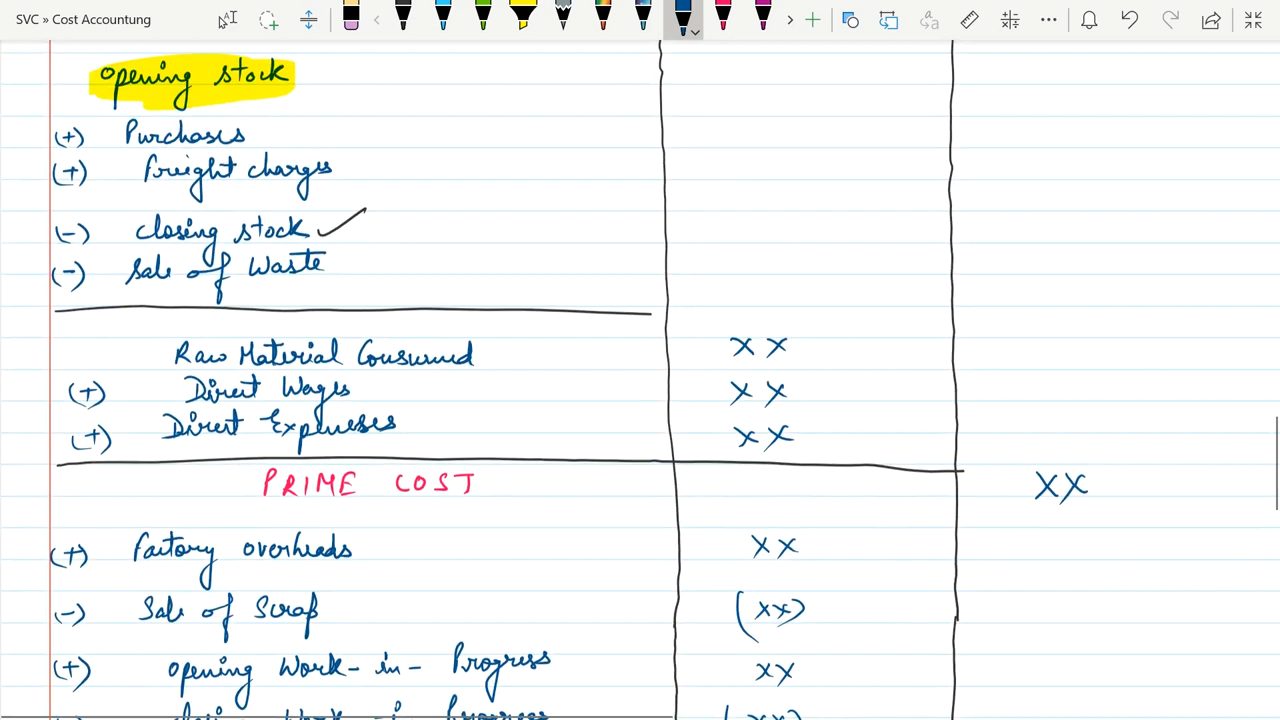 SVC » Cost Accountung
opening stock
(+) Purchases
(+) freight charges
(-) closing stock
(-) Sale of Waste
Raw Material Consumed XX
(+) Direct Wages XX
(+) Direct Expenses XX
PRIME COST XX
(+) factory overheads XX
(-) Sale of Scrap (XX)
(+) opening Work-in-Progress XX